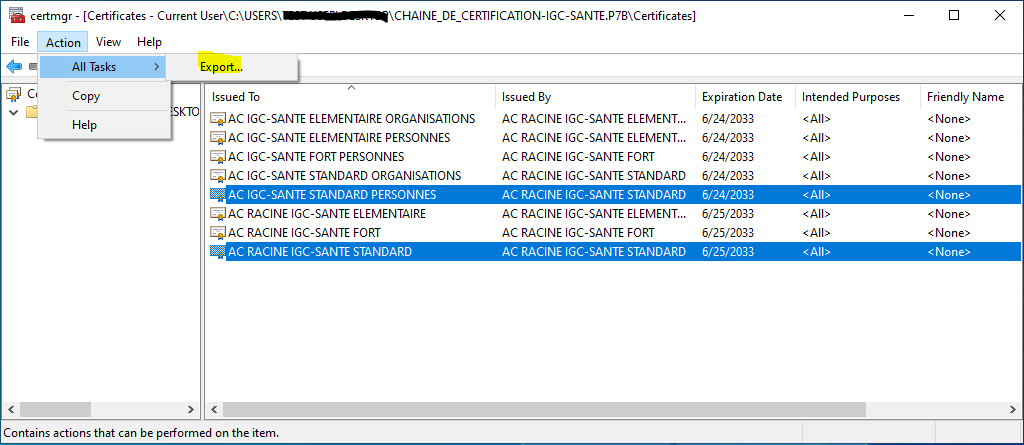 certmgr - [Certificates - Current User\C:\USERS\ \CHAINE_DE_CERTIFICATION-IGC-SANTE.P7B\Certificates]
File Action View Help
All Tasks Export...
Copy
Help
Issued To Issued By Expiration Date Intended Purposes Friendly Name
AC IGC-SANTE ELEMENTAIRE ORGANISATIONS AC RACINE IGC-SANTE ELEMENT... 6/24/2033 <All> <None>
AC IGC-SANTE ELEMENTAIRE PERSONNES AC RACINE IGC-SANTE ELEMENT... 6/24/2033 <All> <None>
AC IGC-SANTE FORT PERSONNES AC RACINE IGC-SANTE FORT 6/24/2033 <All> <None>
AC IGC-SANTE STANDARD ORGANISATIONS AC RACINE IGC-SANTE STANDARD 6/24/2033 <All> <None>
AC IGC-SANTE STANDARD PERSONNES AC RACINE IGC-SANTE STANDARD 6/24/2033 <All> <None>
AC RACINE IGC-SANTE ELEMENTAIRE AC RACINE IGC-SANTE ELEMENT... 6/25/2033 <All> <None>
AC RACINE IGC-SANTE FORT AC RACINE IGC-SANTE FORT 6/25/2033 <All> <None>
AC RACINE IGC-SANTE STANDARD AC RACINE IGC-SANTE STANDARD 6/25/2033 <All> <None>
Contains actions that can be performed on the item.